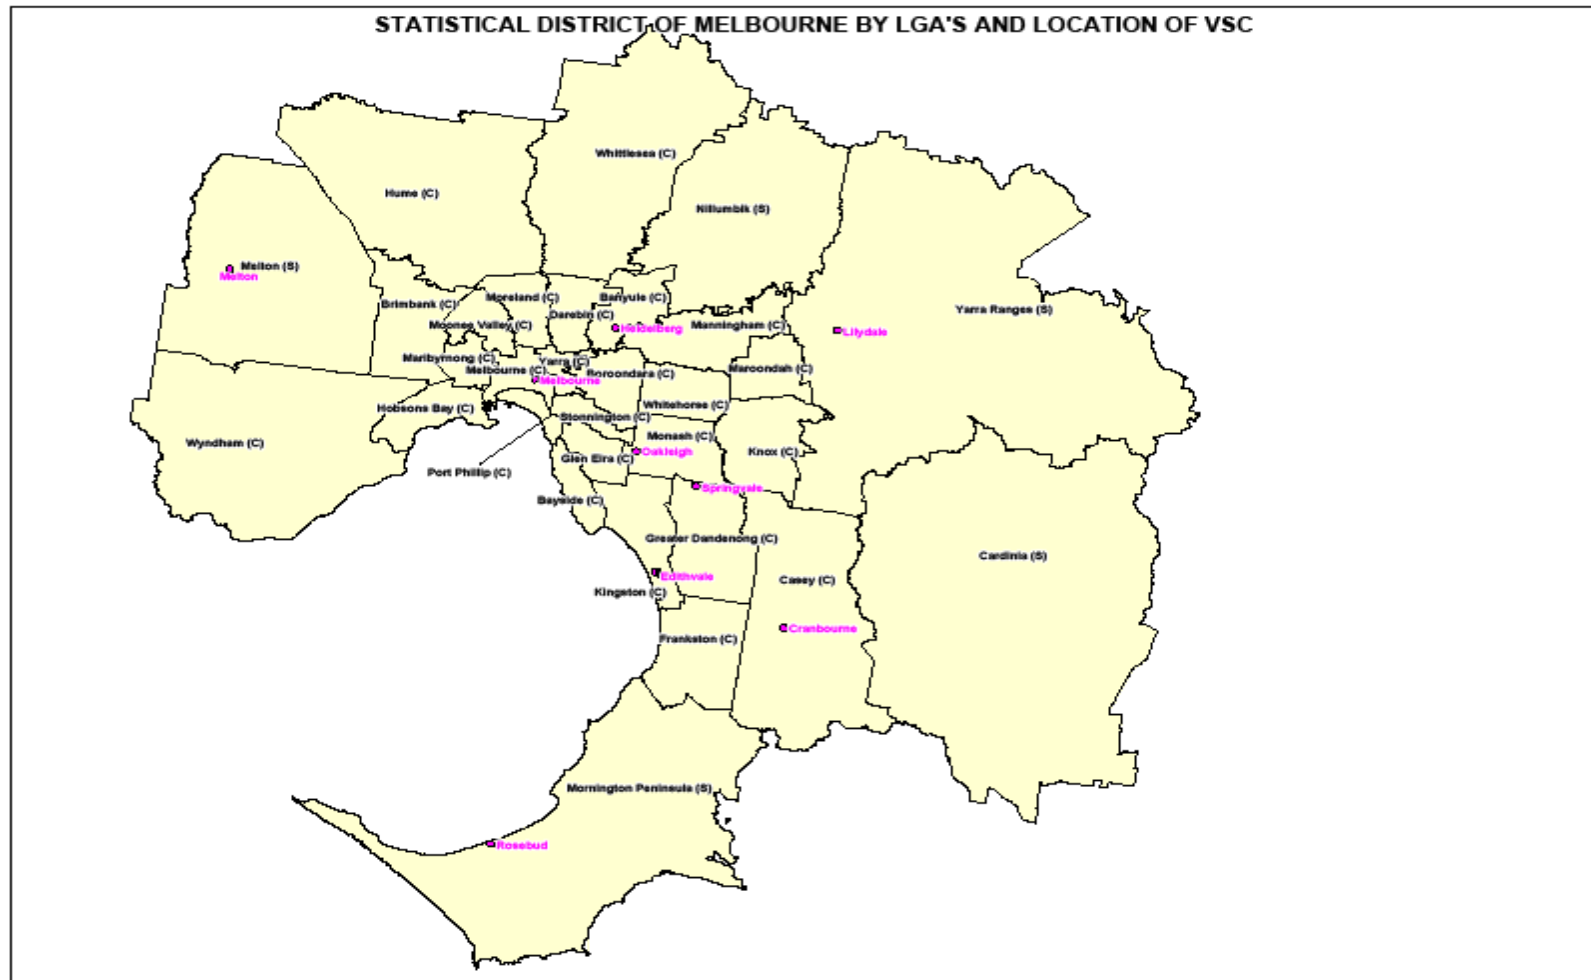 STATISTICAL DISTRICT OF MELBOURNE BY LGA'S AND LOCATION OF VSC
Whittlesea (C)
Hume (C)
Nillumbik (S)
Melton (S)
Melton
Brimbank (C)
Moreland (C)
Banyule (C)
Yarra Ranges (S)
Darebin (C)
Moonee Valley (C)
Heidelberg
Manningham (C)
Lilydale
Maribyrnong (C)
Yarra (C)
Melbourne (C)
Boroondara (C)
Maroondah (C)
Melbourne
Hobsons Bay (C)
Whitehorse (C)
Stonnington (C)
Wyndham (C)
Monash (C)
Oakleigh
Knox (C)
Glen Eira (C)
Port Phillip (C)
Springvale
Bayside (C)
Greater Dandenong (C)
Cardinia (S)
Edithvale
Casey (C)
Kingston (C)
Cranbourne
Frankston (C)
Mornington Peninsula (S)
Rosebud